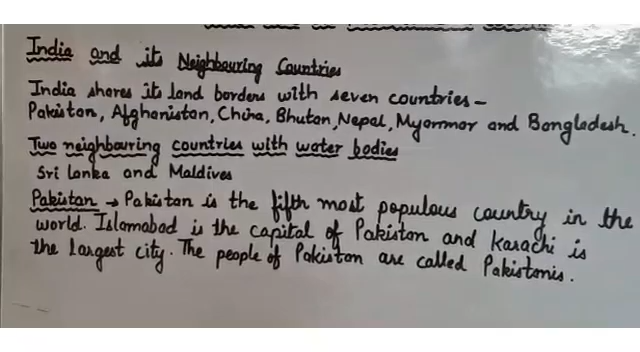 India and its Neighbouring Countries
India shares its land borders with seven countries –
Pakistan, Afghanistan, China, Bhutan, Nepal, Myanmar and Bangladesh.
Two neighbouring countries with water bodies
Sri Lanka and Maldives
Pakistan → Pakistan is the fifth most populous country in the
world. Islamabad is the capital of Pakistan and Karachi is
the largest city. The people of Pakistan are called Pakistanis.